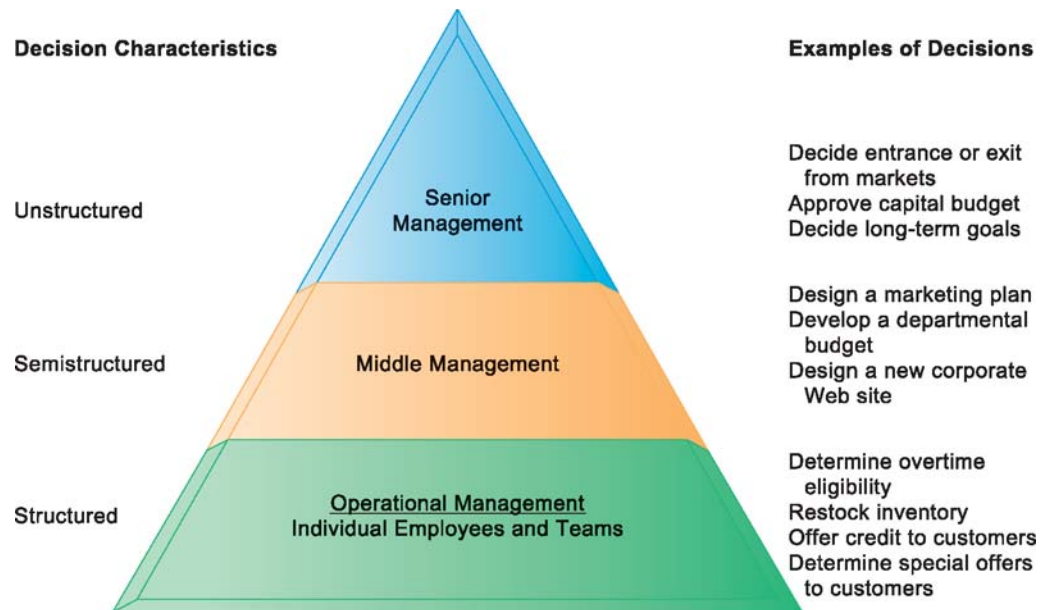 Decision Characteristics
Examples of Decisions
Unstructured
Senior
Management
Decide entrance or exit
from markets
Approve capital budget
Decide long-term goals
Semistructured
Middle Management
Design a marketing plan
Develop a departmental
budget
Design a new corporate
Web site
Structured
Operational Management
Individual Employees and Teams
Determine overtime
eligibility
Restock inventory
Offer credit to customers
Determine special offers
to customers